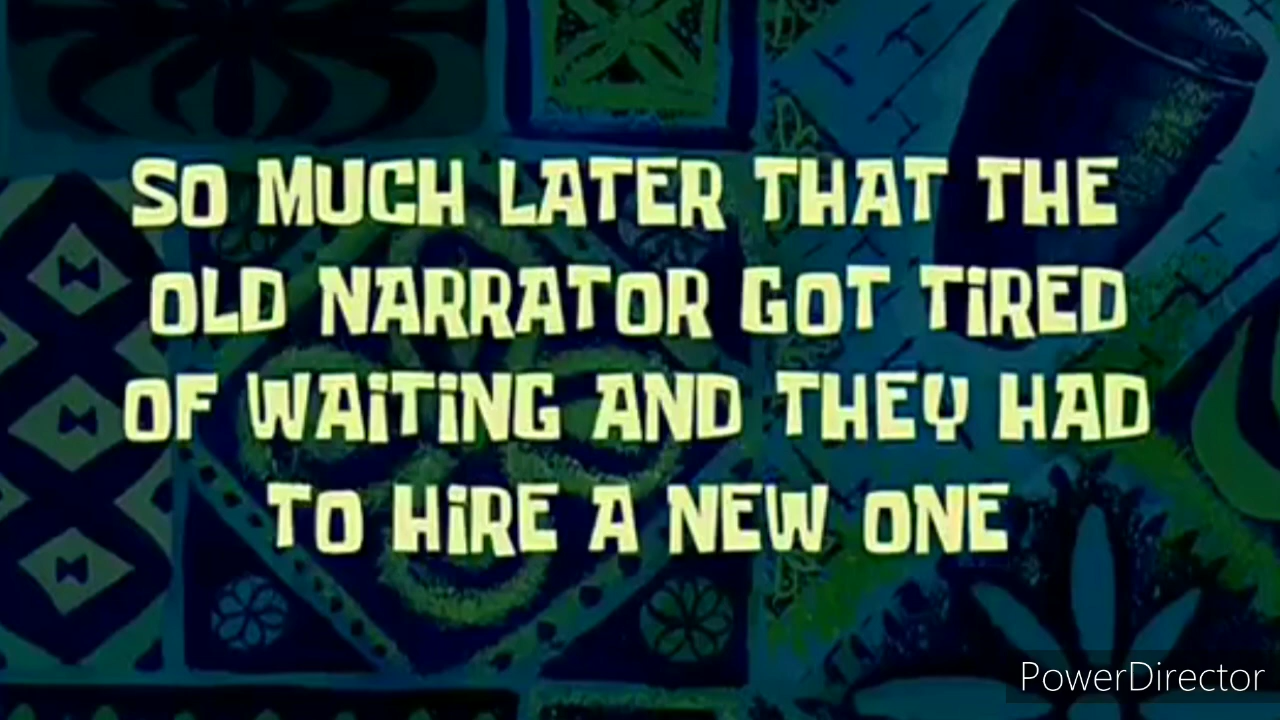 SO MUCH LATER THAT THE
OLD NARRATOR GOT TiRED
OF WAiTiNG AND THEY HAD
TO HiRE A NEW ONE
PowerDirector